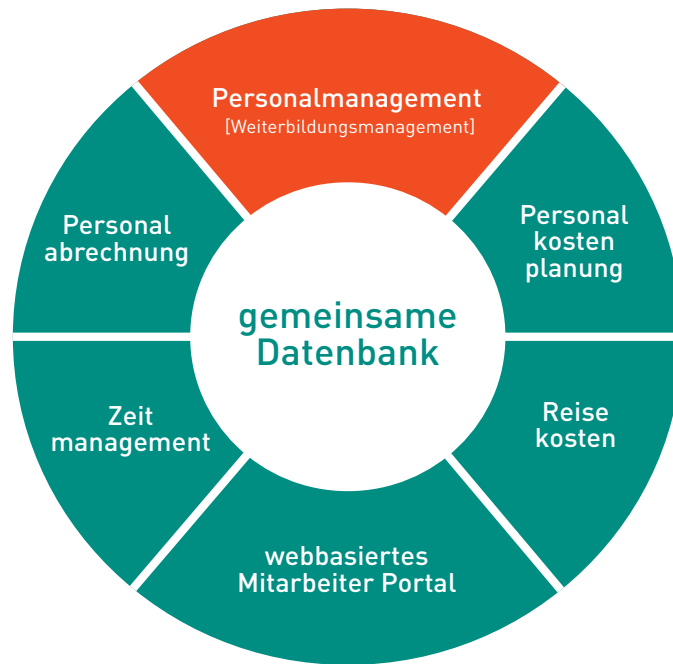 Personalmanagement
[Weiterbildungsmanagement]
Personal
abrechnung
Personal
kosten
planung
gemeinsame
Datenbank
Zeit
management
Reise
kosten
webbasiertes
Mitarbeiter Portal